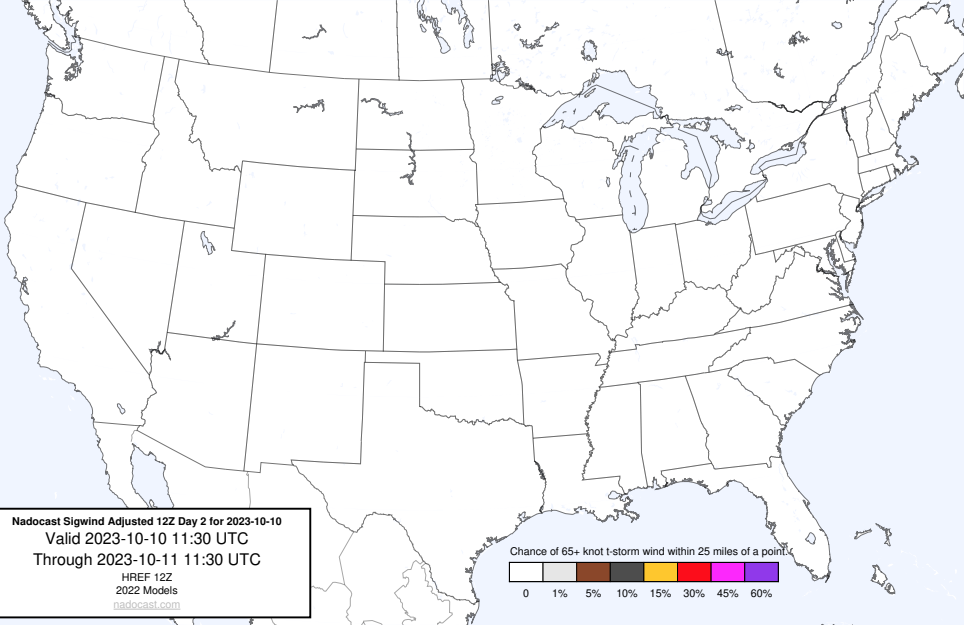 Nadocast Sigwind Adjusted 12Z Day 2 for 2023-10-10
Valid 2023-10-10 11:30 UTC
Through 2023-10-11 11:30 UTC
HREF 12Z
2022 Models
nadocast.com
Chance of 65+ knot t-storm wind within 25 miles of a point.
0 1% 5% 10% 15% 30% 45% 60%